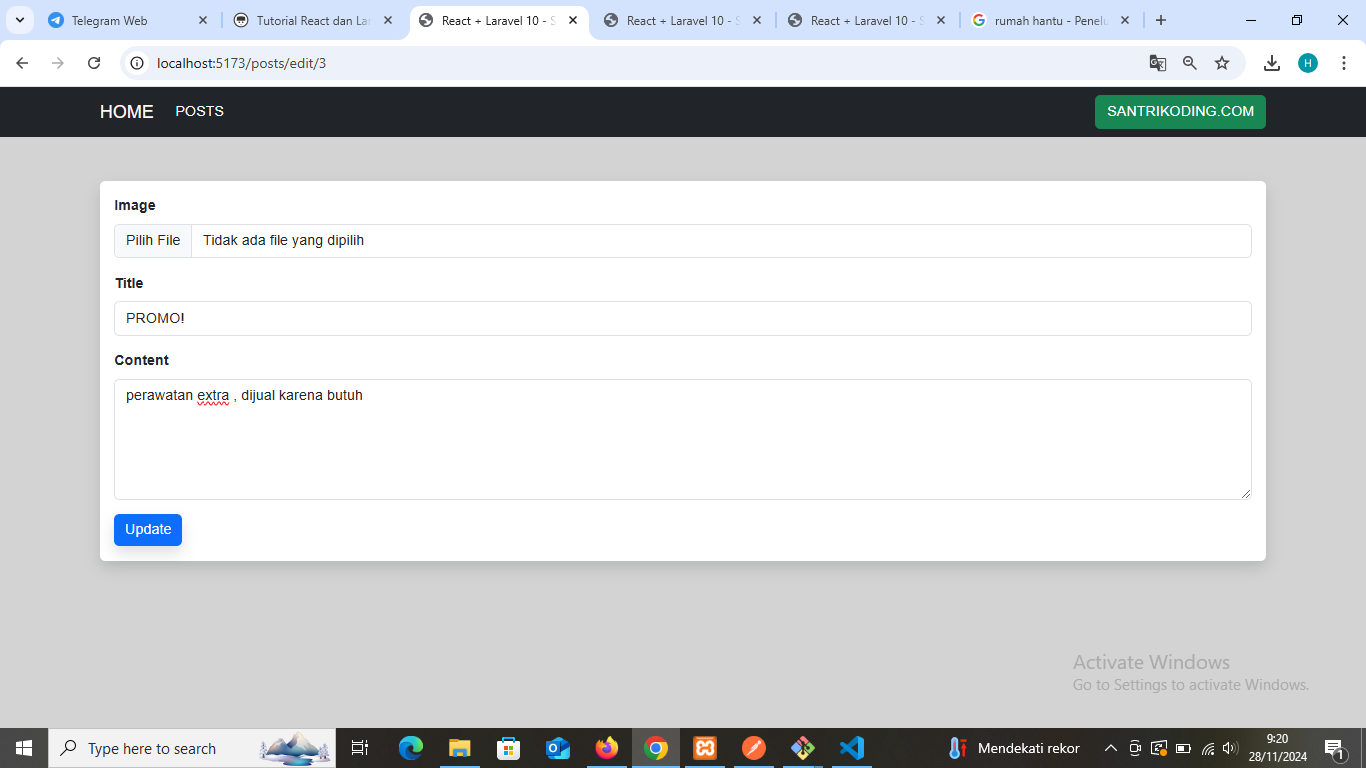 Telegram Web
Tutorial React dan La
React + Laravel 10 - S
React + Laravel 10 - S
React + Laravel 10 - S
rumah hantu - Penelu
localhost:5173/posts/edit/3
H
HOME
POSTS
SANTRIKODING.COM
Image
Pilih File
Tidak ada file yang dipilih
Title
PROMO!
Content
perawatan extra , dijual karena butuh
Update
Activate Windows
Go to Settings to activate Windows.
Type here to search
Mendekati rekor
9:20
28/11/2024
1